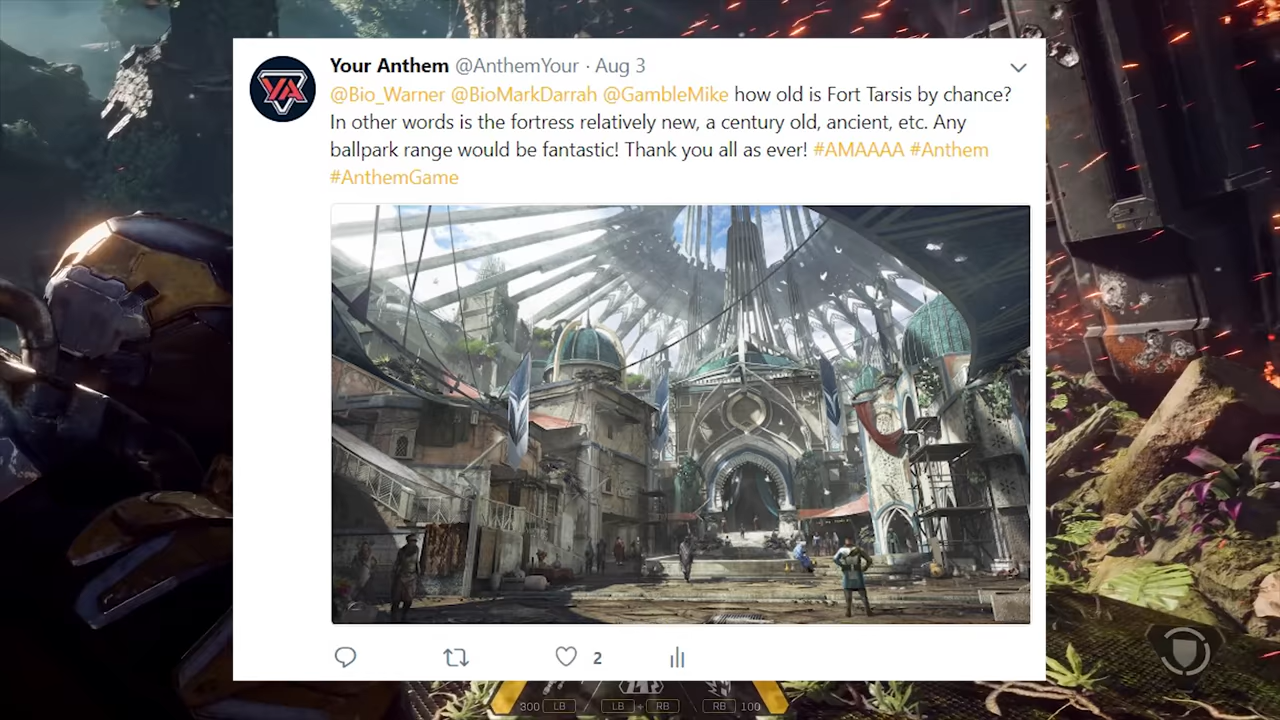 Your Anthem @AnthemYour · Aug 3
@Bio_Warner @BioMarkDarrah @GambleMike how old is Fort Tarsis by chance?
In other words is the fortress relatively new, a century old, ancient, etc. Any
ballpark range would be fantastic! Thank you all as ever! #AMAAAA #Anthem
#AnthemGame
YA
2
300 LB LB + RB RB 100